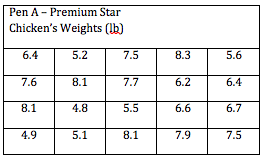 Pen A – Premium Star
Chicken's Weights (lb)
6.4 5.2 7.5 8.3 5.6
7.6 8.1 7.7 6.2 6.4
8.1 4.8 5.5 6.6 6.7
4.9 5.1 8.1 7.9 7.5